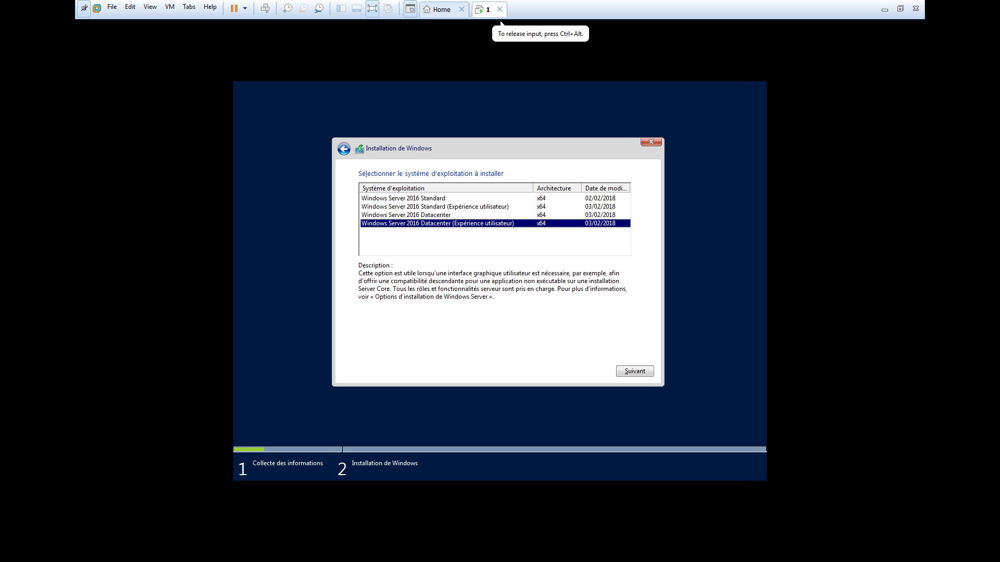 File Edit View VM Tabs Help Home 1
To release input, press Ctrl+Alt.
Installation de Windows
Sélectionner le système d'exploitation à installer
Système d'exploitation Architecture Date de modi...
Windows Server 2016 Standard x64 02/02/2018
Windows Server 2016 Standard (Expérience utilisateur) x64 03/02/2018
Windows Server 2016 Datacenter x64 03/02/2018
Windows Server 2016 Datacenter (Expérience utilisateur) x64 03/02/2018
Description :
Cette option est utile lorsqu'une interface graphique utilisateur est nécessaire, par exemple, afin
d'offrir une compatibilité descendante pour une application non exécutable sur une installation
Server Core. Tous les rôles et fonctionnalités serveur sont pris en charge. Pour plus d'informations,
voir « Options d'installation de Windows Server ».
Suivant
1 Collecte des informations 2 Installation de Windows